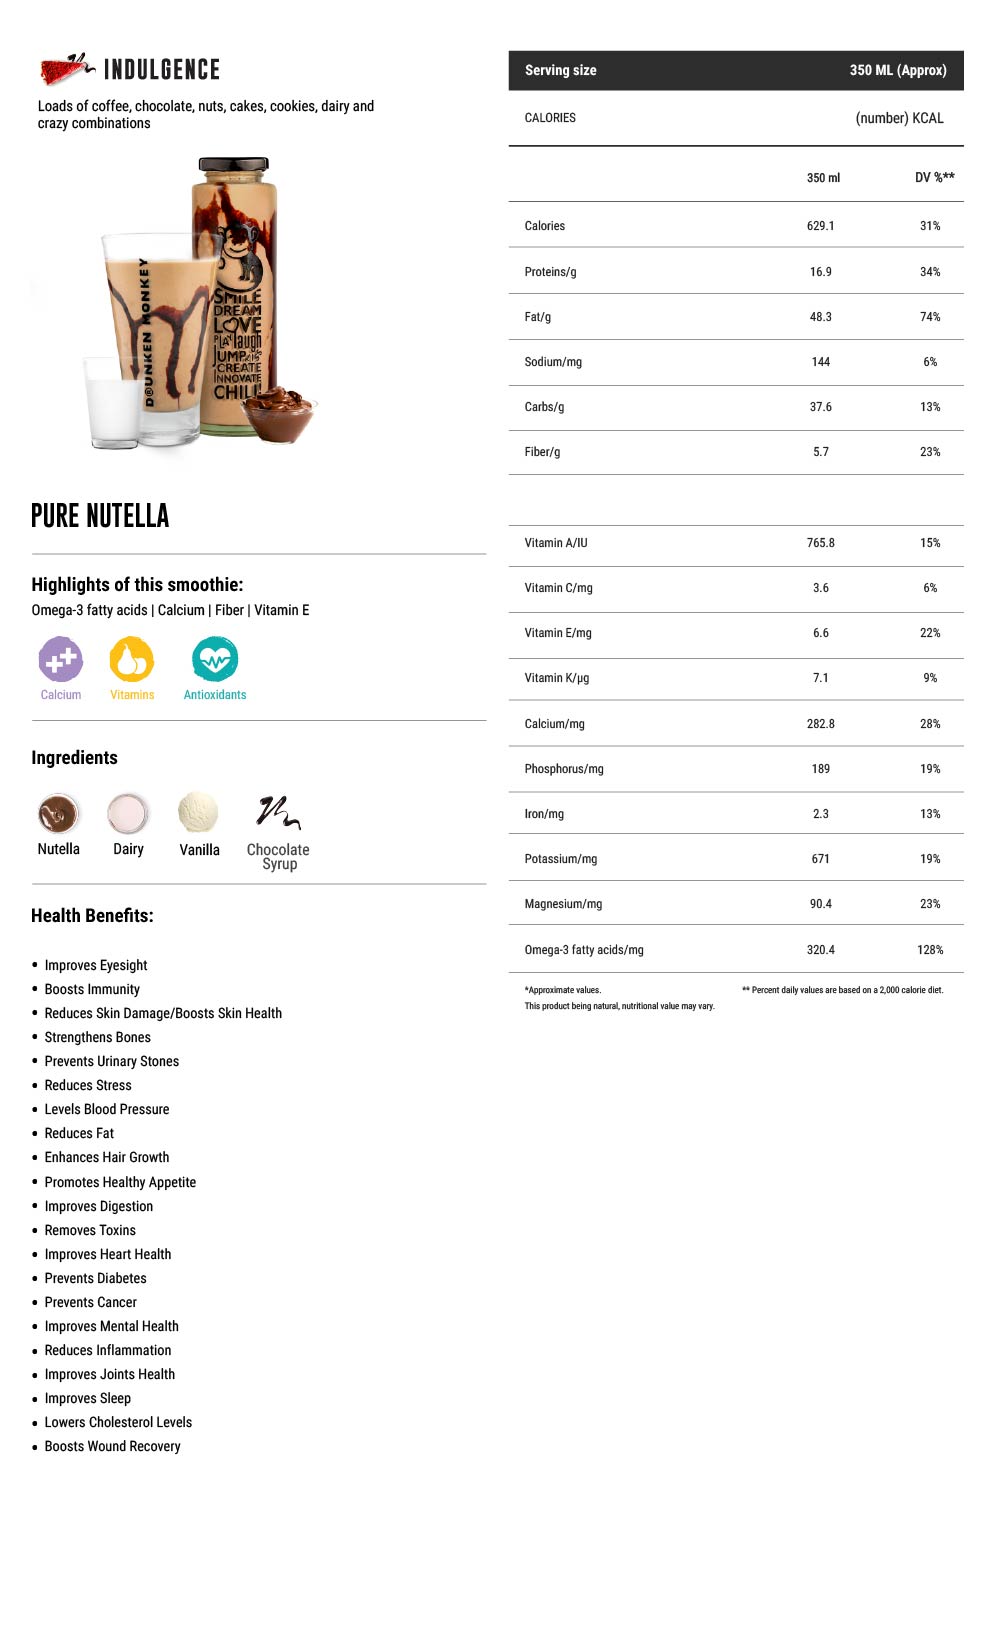 INDULGENCE
Loads of coffee, chocolate, nuts, cakes, cookies, dairy and
crazy combinations
DRUNKEN MONKEY
SMILE
DREAM
LOVE
PLAY laugh
JUMP
CREATE
INNOVATE
CHILL
PURE NUTELLA
Highlights of this smoothie:
Omega-3 fatty acids | Calcium | Fiber | Vitamin E
Calcium Vitamins Antioxidants
Ingredients
Nutella Dairy Vanilla Chocolate
Syrup
Health Benefits:
• Improves Eyesight
• Boosts Immunity
• Reduces Skin Damage/Boosts Skin Health
• Strengthens Bones
• Prevents Urinary Stones
• Reduces Stress
• Levels Blood Pressure
• Reduces Fat
• Enhances Hair Growth
• Promotes Healthy Appetite
• Improves Digestion
• Removes Toxins
• Improves Heart Health
• Prevents Diabetes
• Prevents Cancer
• Improves Mental Health
• Reduces Inflammation
• Improves Joints Health
• Improves Sleep
• Lowers Cholesterol Levels
• Boosts Wound Recovery
Serving size 350 ML (Approx)
CALORIES (number) KCAL
350 ml DV %**
Calories 629.1 31%
Proteins/g 16.9 34%
Fat/g 48.3 74%
Sodium/mg 144 6%
Carbs/g 37.6 13%
Fiber/g 5.7 23%
Vitamin A/IU 765.8 15%
Vitamin C/mg 3.6 6%
Vitamin E/mg 6.6 22%
Vitamin K/μg 7.1 9%
Calcium/mg 282.8 28%
Phosphorus/mg 189 19%
Iron/mg 2.3 13%
Potassium/mg 671 19%
Magnesium/mg 90.4 23%
Omega-3 fatty acids/mg 320.4 128%
*Approximate values. ** Percent daily values are based on a 2,000 calorie diet.
This product being natural, nutritional value may vary.